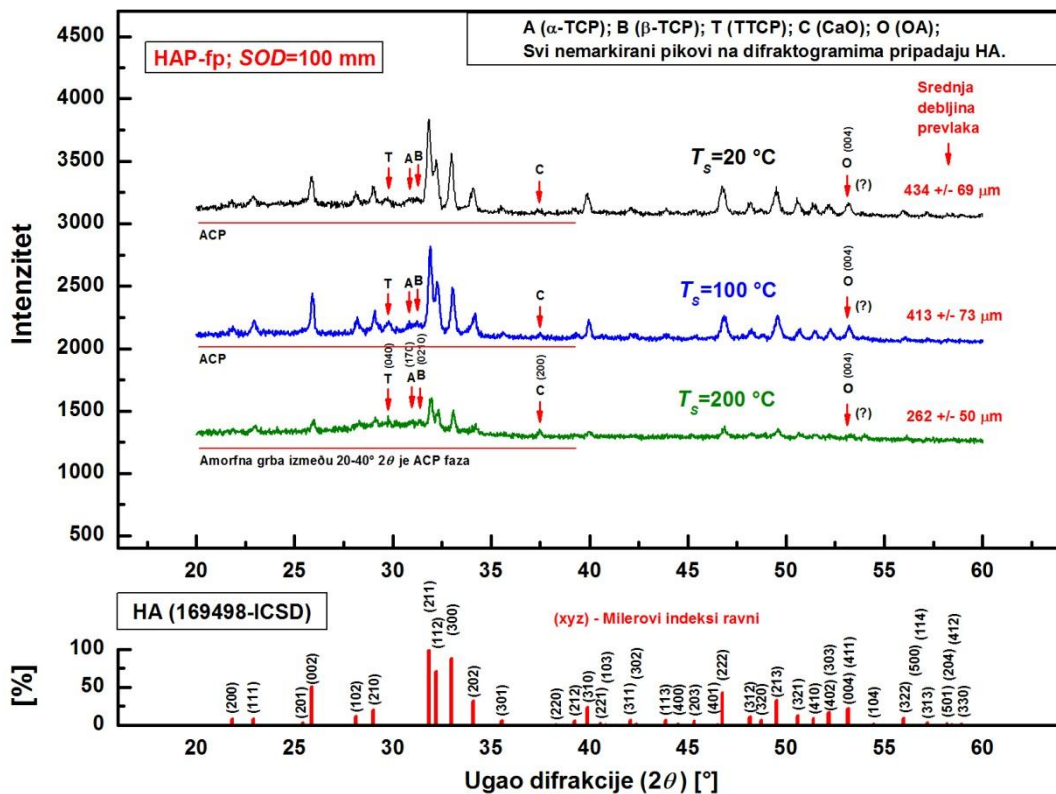 A (α-TCP); B (β-TCP); T (TTCP); C (CaO); O (OA);
Svi nemarkirani pikovi na difraktogramima pripadaju HA.
HAP-fp; SOD=100 mm
Srednja
debljina
prevlaka
Intenzitet
4500
4000
3500
3000
2500
2000
1500
1000
500
T
A
B
C
T_S=20 °C
O (004)
(?)
434 +/- 69 μm
ACP
T
A
B
C
T_S=100 °C
O (004)
(?)
413 +/- 73 μm
ACP
T (040)
A (170)
B (0210)
C (200)
T_S=200 °C
O (004)
(?)
262 +/- 50 μm
Amorfna grba između 20-40° 2θ je ACP faza
20 25 30 35 40 45 50 55 60
HA (169498-ICSD)
(xyz) - Milerovi indeksi ravni
[%]
100
50
0
(200)
(111)
(201)
(002)
(102)
(210)
(211)
(112)
(300)
(202)
(301)
(220)
(212)
(310)
(221)
(103)
(311)
(302)
(113)
(400)
(203)
(401)
(222)
(312)
(320)
(213)
(321)
(410)
(402)
(303)
(004)
(411)
(104)
(322)
(500)
(114)
(313)
(501)
(204)
(412)
(330)
20 25 30 35 40 45 50 55 60
Ugao difrakcije (2θ) [°]